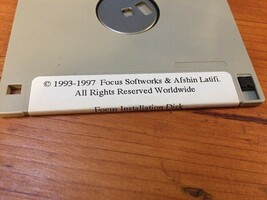 © 1993-1997 Focus Softworks & Afshin Latifi.
All Rights Reserved Worldwide
Focus Installation Disk